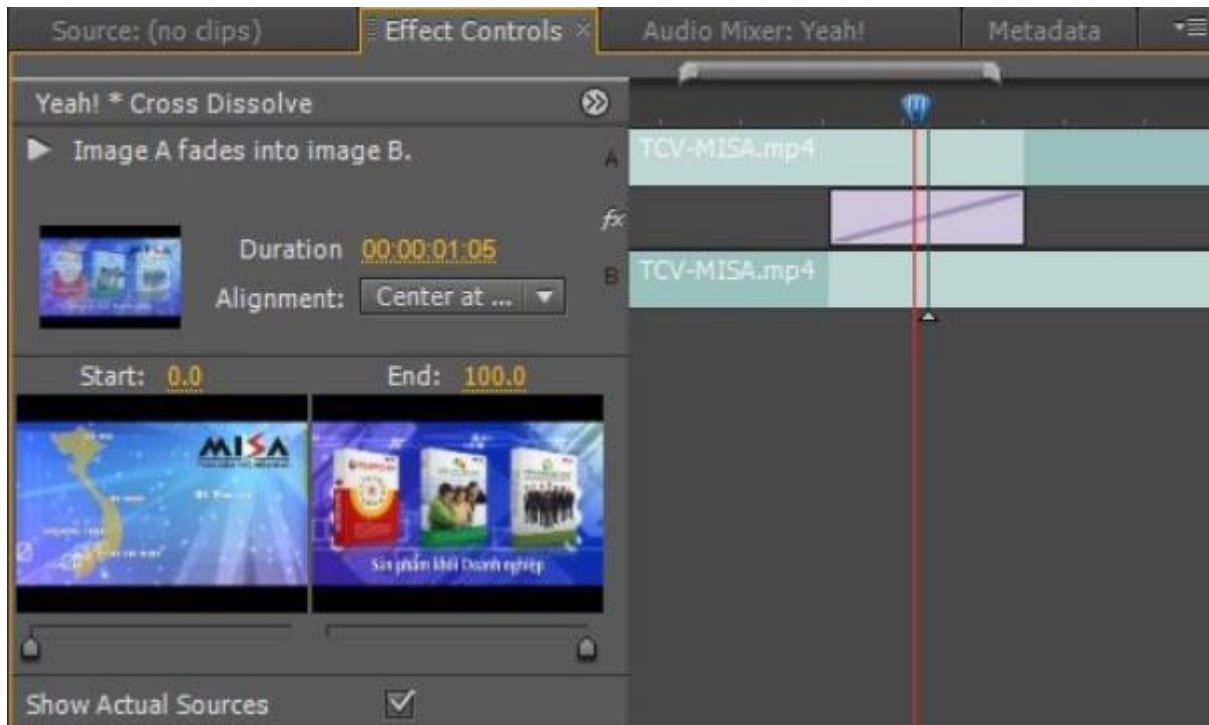 Source: (no clips)
Effect Controls ×
Audio Mixer: Yeah!
Metadata
Yeah! * Cross Dissolve
Image A fades into image B.
A
TCV-MISA.mp4
fx
Duration 00:00:01:05
B
TCV-MISA.mp4
Alignment: Center at ...
Start: 0.0
End: 100.0
MISA
Sản phẩm khối Doanh nghiệp
Show Actual Sources